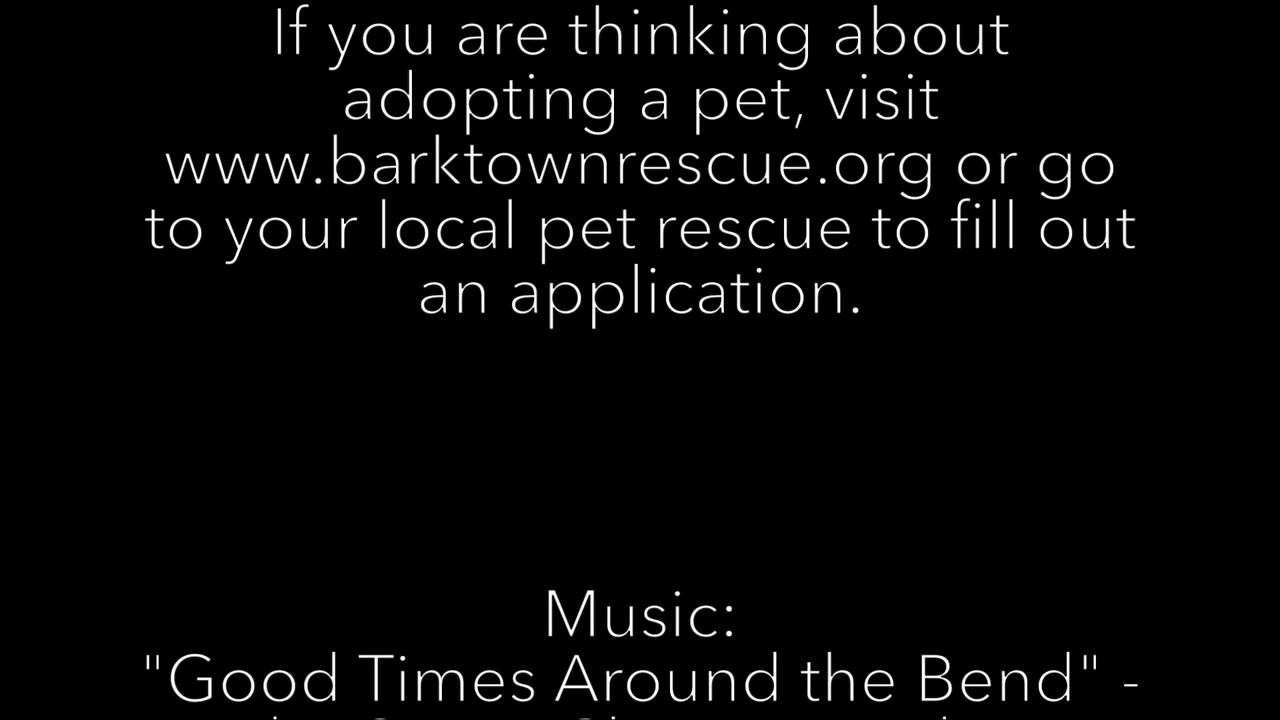 If you are thinking about
adopting a pet, visit
www.barktownrescue.org or go
to your local pet rescue to fill out
an application.
Music:
"Good Times Around the Bend" -